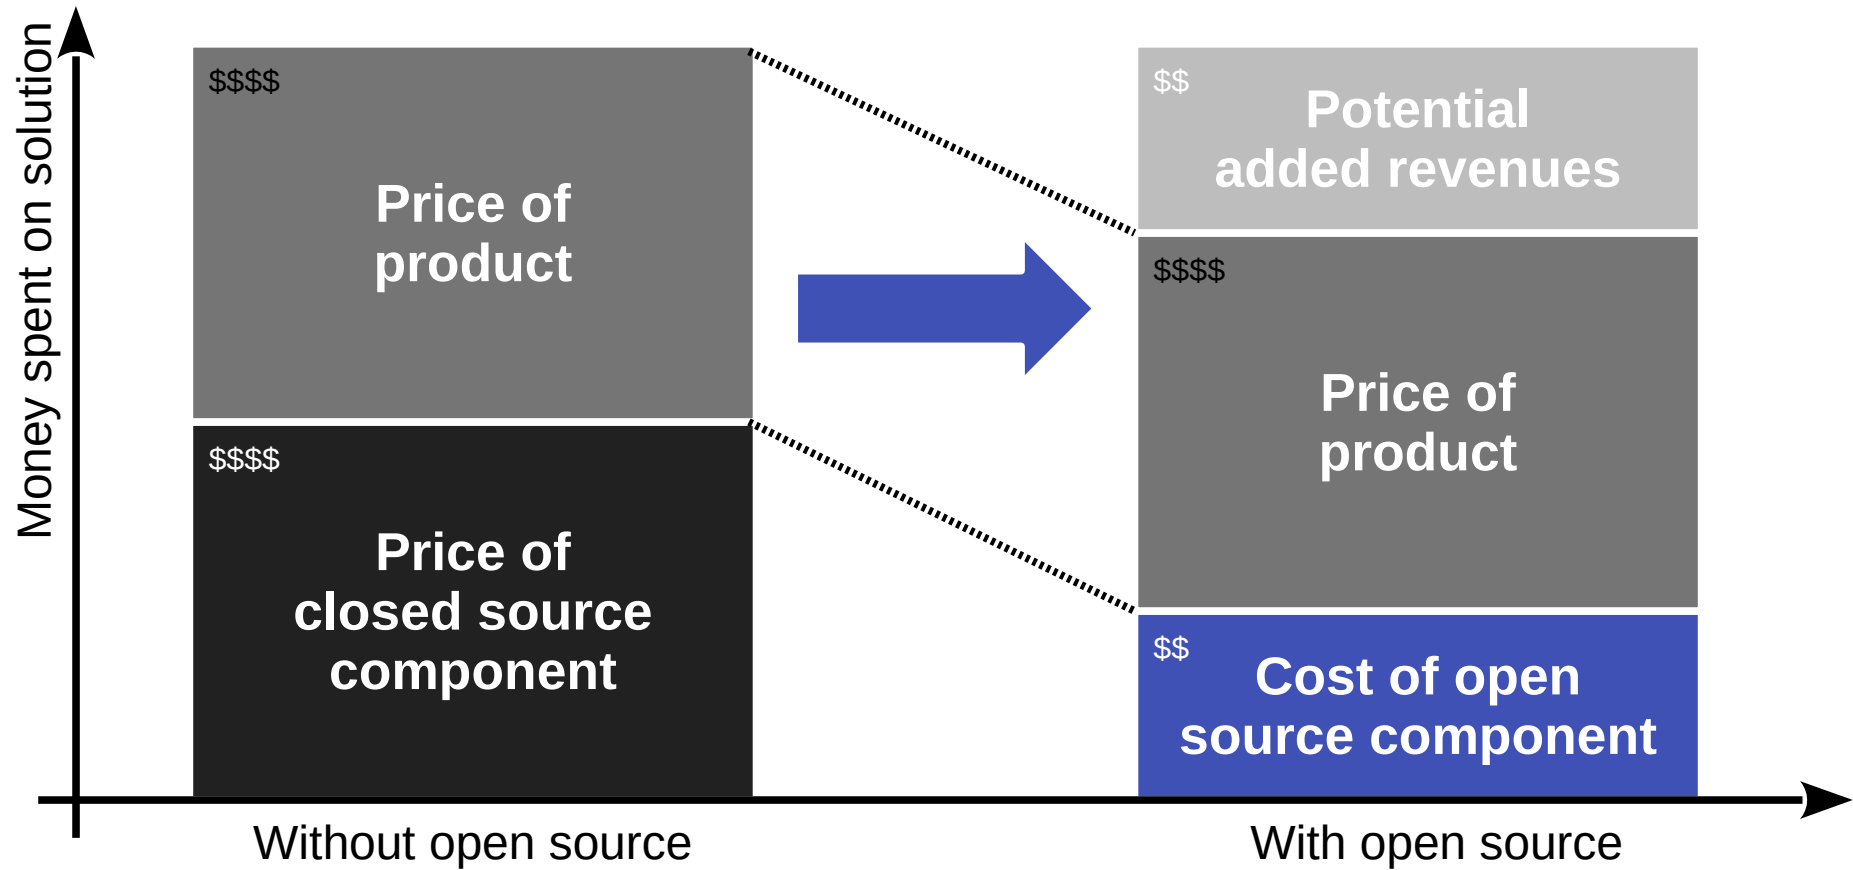 Money spent on solution
$$$$
Price of
product
$$$$
Price of
closed source
component
Without open source
$$
Potential
added revenues
$$$$
Price of
product
$$
Cost of open
source component
With open source